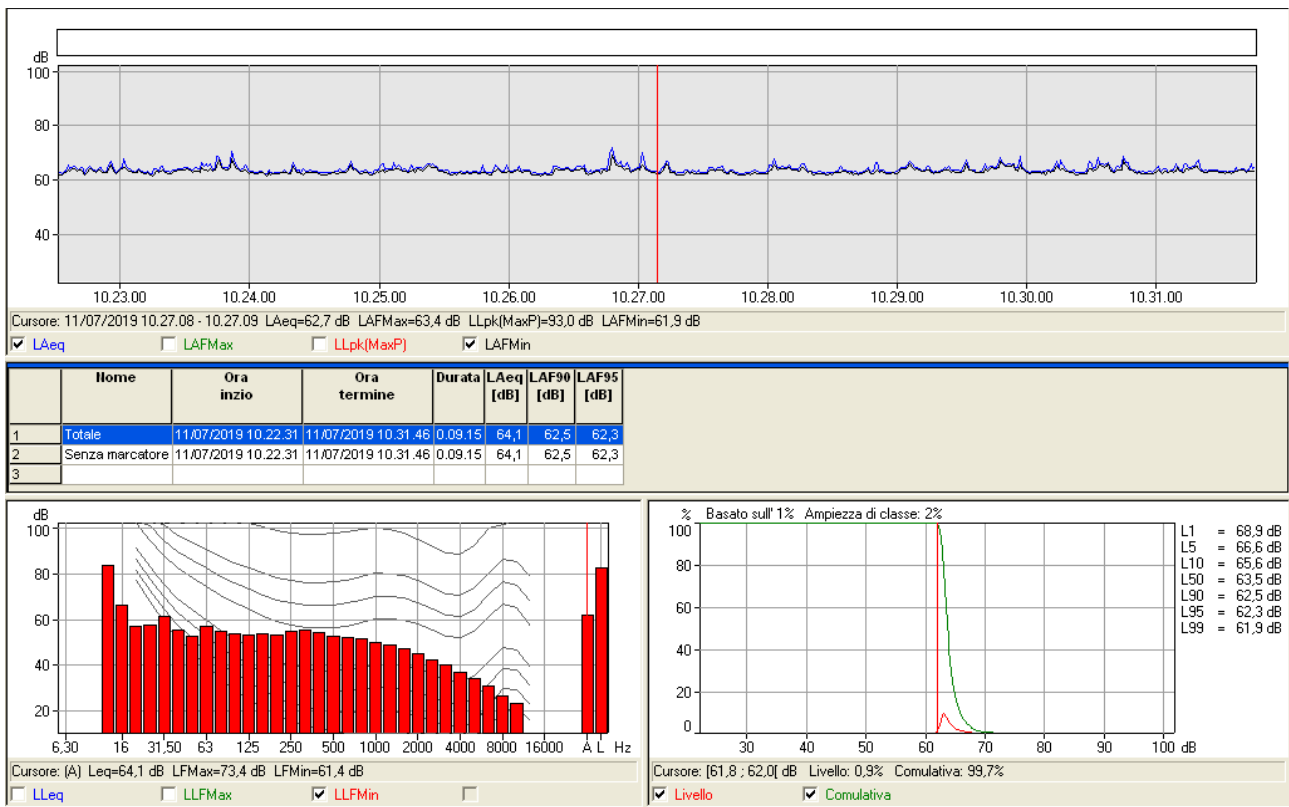 dB
100
80
60
40
10.23.00 10.24.00 10.25.00 10.26.00 10.27.00 10.28.00 10.29.00 10.30.00 10.31.00
Cursore: 11/07/2019 10.27.08 - 10.27.09 LAeq=62,7 dB LAFMax=63,4 dB LLpk(MaxP)=93,0 dB LAFMin=61,9 dB
LAeq LAFMax LLpk(MaxP) LAFMin
Nome Ora inzio Ora termine Durata LAeq [dB] LAF90 [dB] LAF95 [dB]
1 Totale 11/07/2019 10.22.31 11/07/2019 10.31.46 0.09.15 64,1 62,5 62,3
2 Senza marcatore 11/07/2019 10.22.31 11/07/2019 10.31.46 0.09.15 64,1 62,5 62,3
3
dB
100
80
60
40
20
6,30 16 31,50 63 125 250 500 1000 2000 4000 8000 16000 A L Hz
Cursore: (A) Leq=64,1 dB LFMax=73,4 dB LFMin=61,4 dB
LLeq LLFMax LLFMin
% Basato sull' 1% Ampiezza di classe: 2%
100
80
60
40
20
0
30 40 50 60 70 80 90 100 dB
L1 = 68,9 dB
L5 = 66,6 dB
L10 = 65,6 dB
L50 = 63,5 dB
L90 = 62,5 dB
L95 = 62,3 dB
L99 = 61,9 dB
Cursore: [61,8 ; 62,0[ dB Livello: 0,9% Comulativa: 99,7%
Livello Comulativa